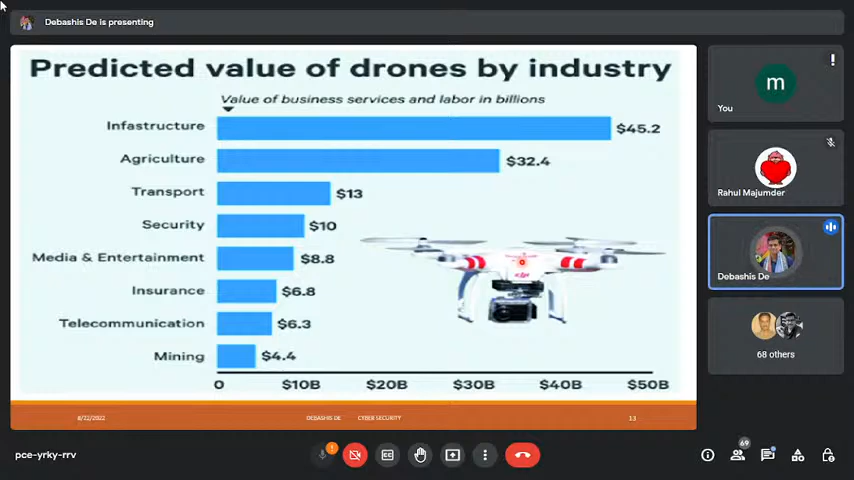 Debashis De is presenting
Predicted value of drones by industry
Value of business services and labor in billions
Infastructure $45.2
Agriculture $32.4
Transport $13
Security $10
Media & Entertainment $8.8
Insurance $6.8
Telecommunication $6.3
Mining $4.4
0 $10B $20B $30B $40B $50B
8/22/2022 DEBASHIS DE CYBER SECURITY 13
m
You
Rahul Majumder
Debashis De
68 others
pce-yrky-rrv
69